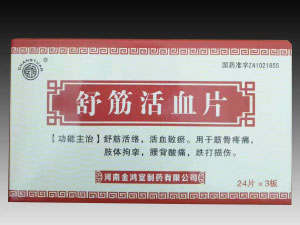 CHANGYUAN
国药准字Z41021655
舒筋活血片
【功能主治】舒筋活络，活血散瘀。用于筋骨疼痛，
肢体拘挛，腰背酸痛，跌打损伤。
24片×3板
河南金鸿堂制药有限公司